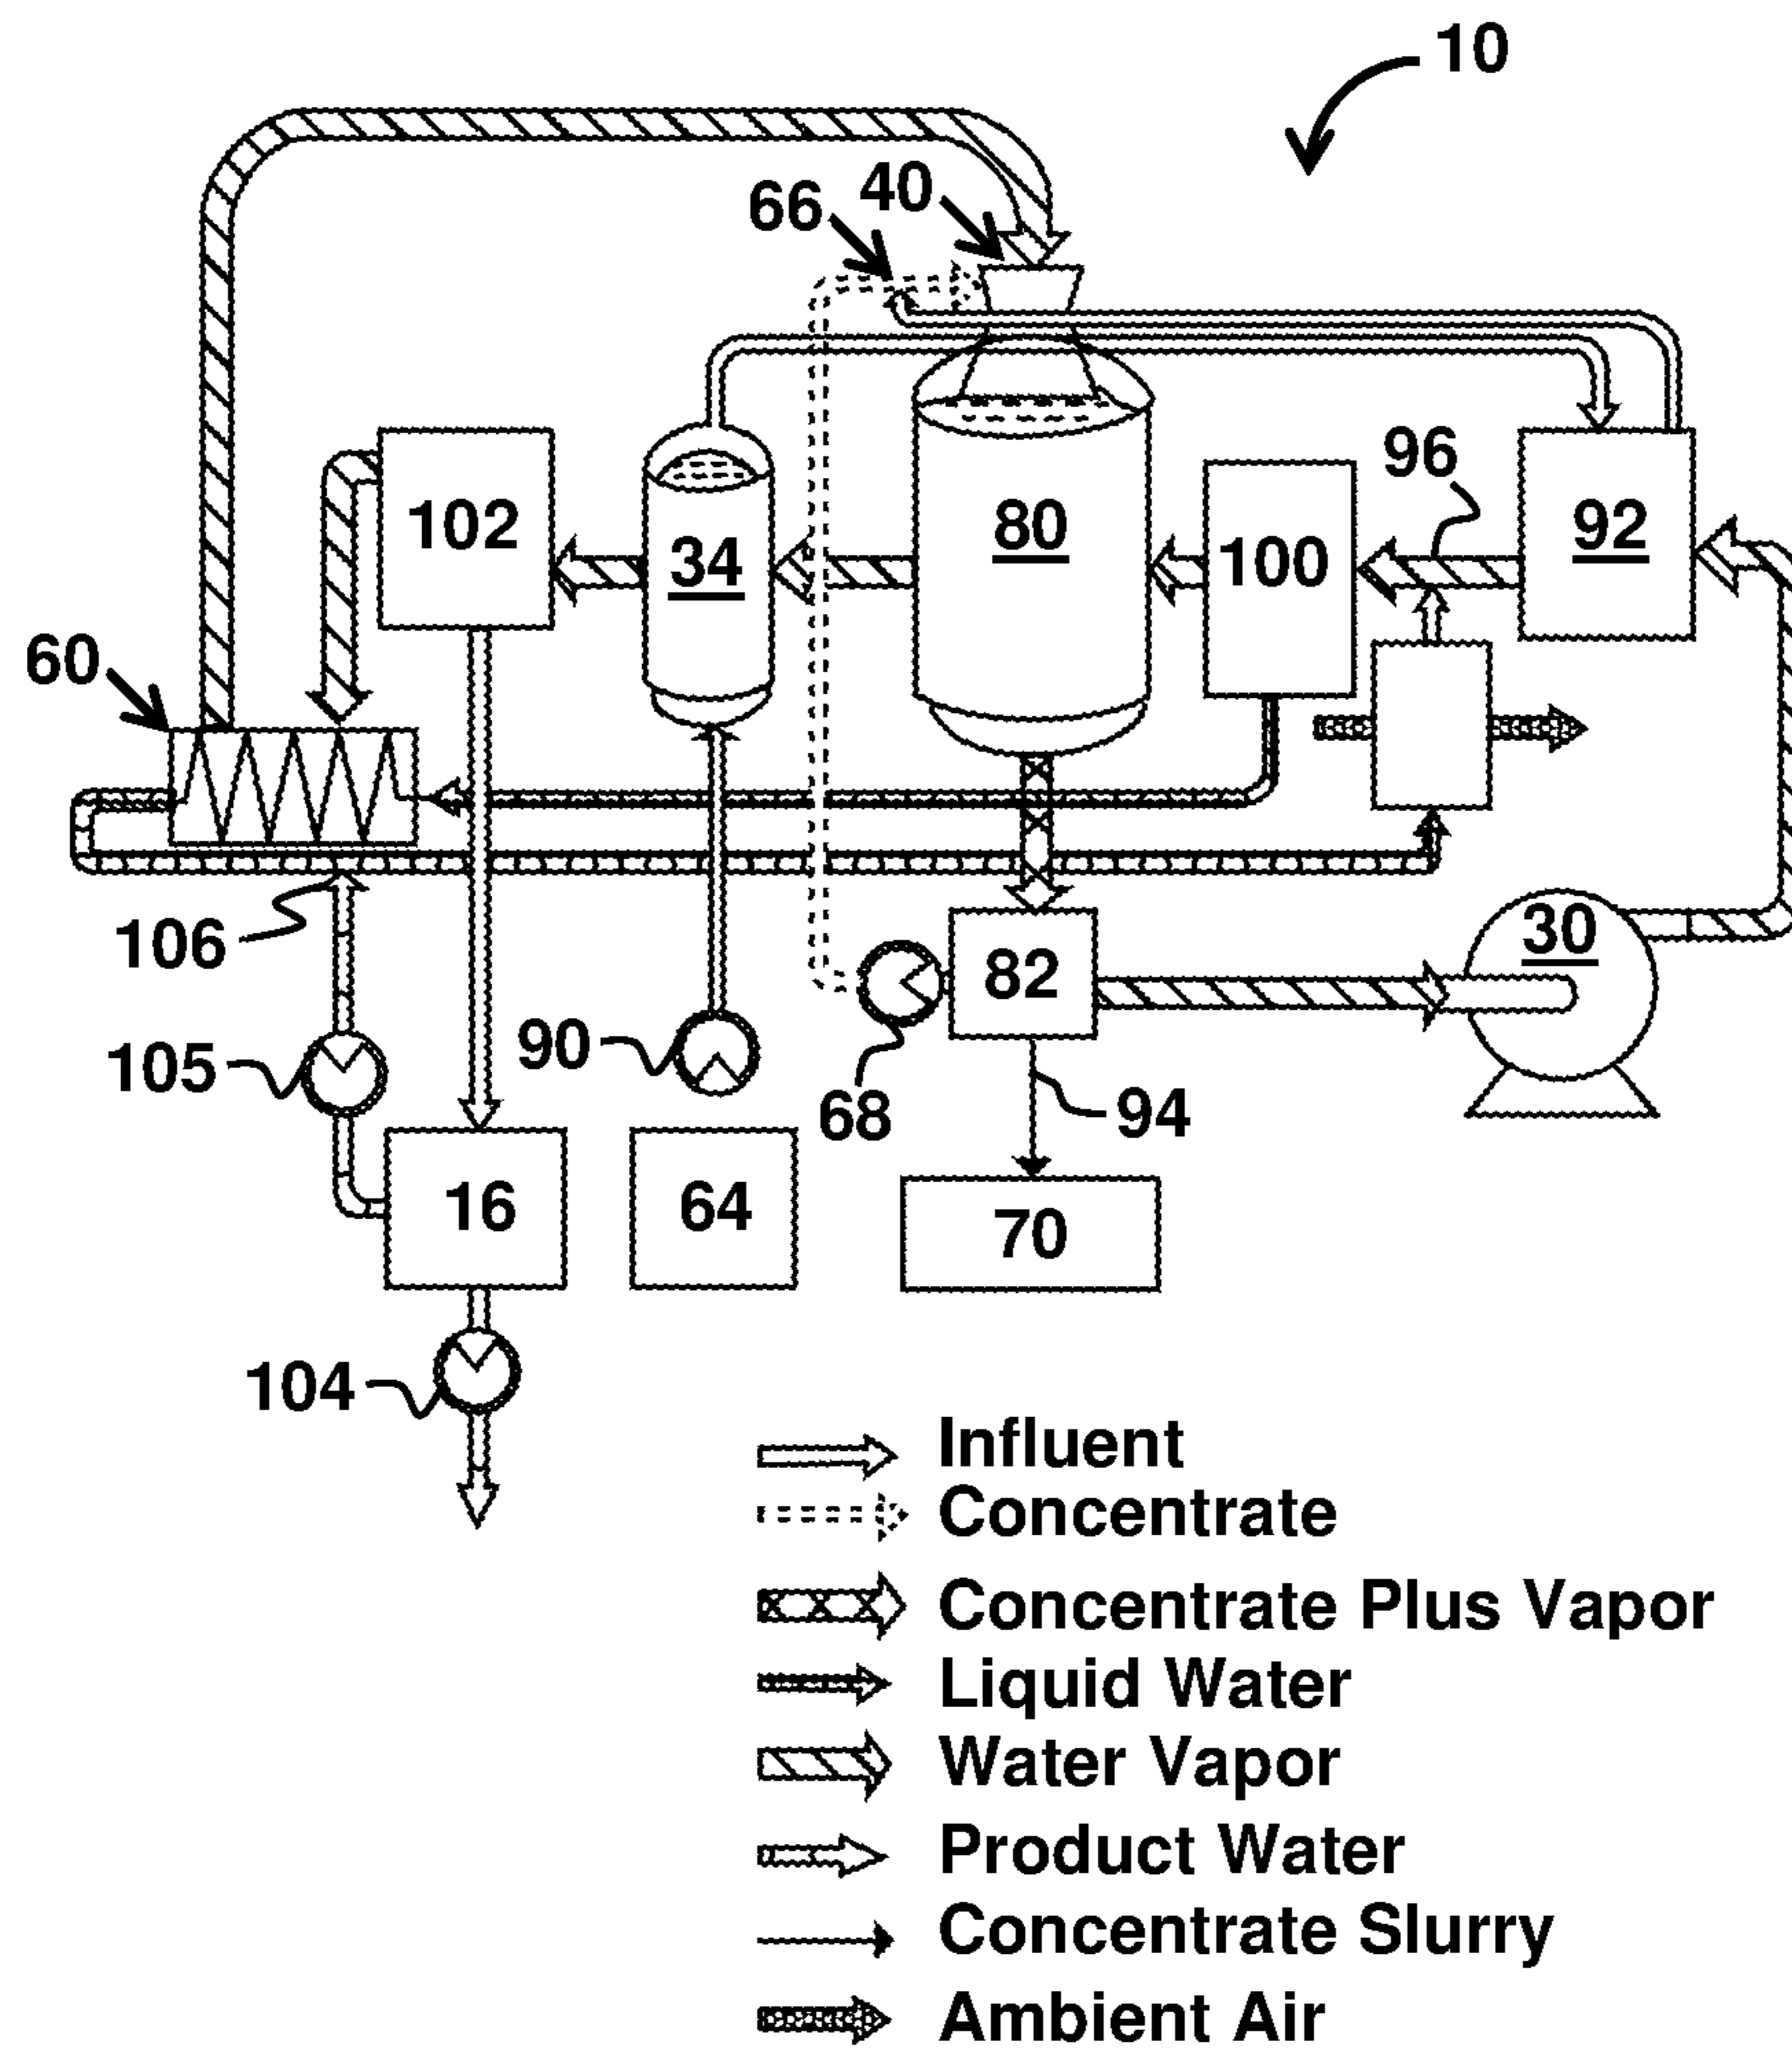 10
40
66
96
102
34
80
100
92
60
106
30
82
105
90
68
94
16
64
70
104
Influent
Concentrate
Concentrate Plus Vapor
Liquid Water
Water Vapor
Product Water
Concentrate Slurry
Ambient Air